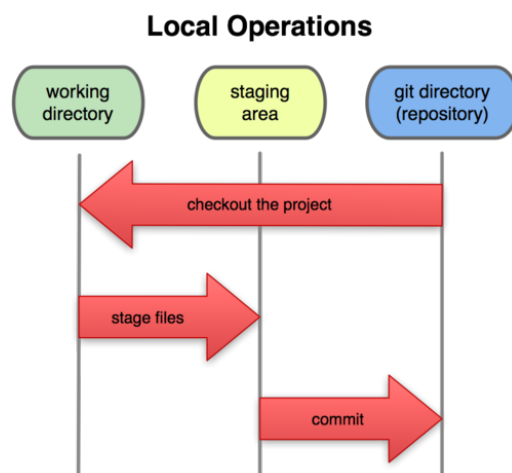 Local Operations
working
directory
staging
area
git directory
(repository)
checkout the project
stage files
commit